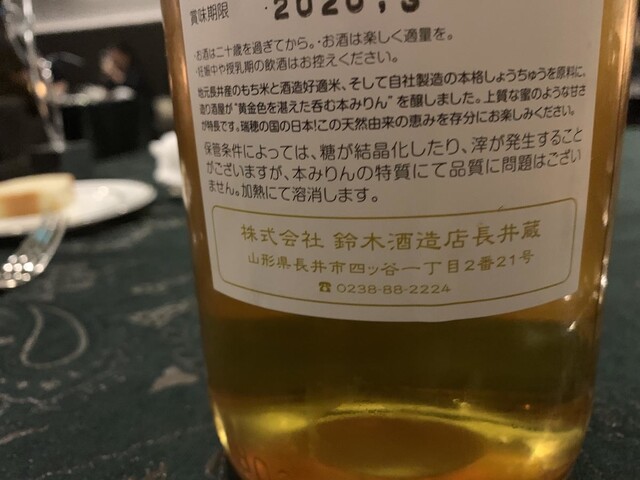 賞味期限 ・2020,3
・お酒は二十歳を過ぎてから。・お酒は楽しく適量を。
・妊娠中や授乳期の飲酒はお控えください。
地元長井産のもち米と酒造好適米、そして自社製造の本格しょうちゅうを原料に。
造り酒屋が“黄金色を湛えた呑む本みりん”を醸しました。上質な蜜のような甘さ
が特長です。瑞穂の国の日本!この天然由来の恵みを存分にお楽しみください。
保管条件によっては、糖が結晶化したり、滓が発生すること
がございますが、本みりんの特質にて品質に問題はござい
ません。加熱にて溶消します。
株式会社 鈴木酒造店長井蔵
山形県長井市四ッ谷一丁目2番21号
☎0238-88-2224